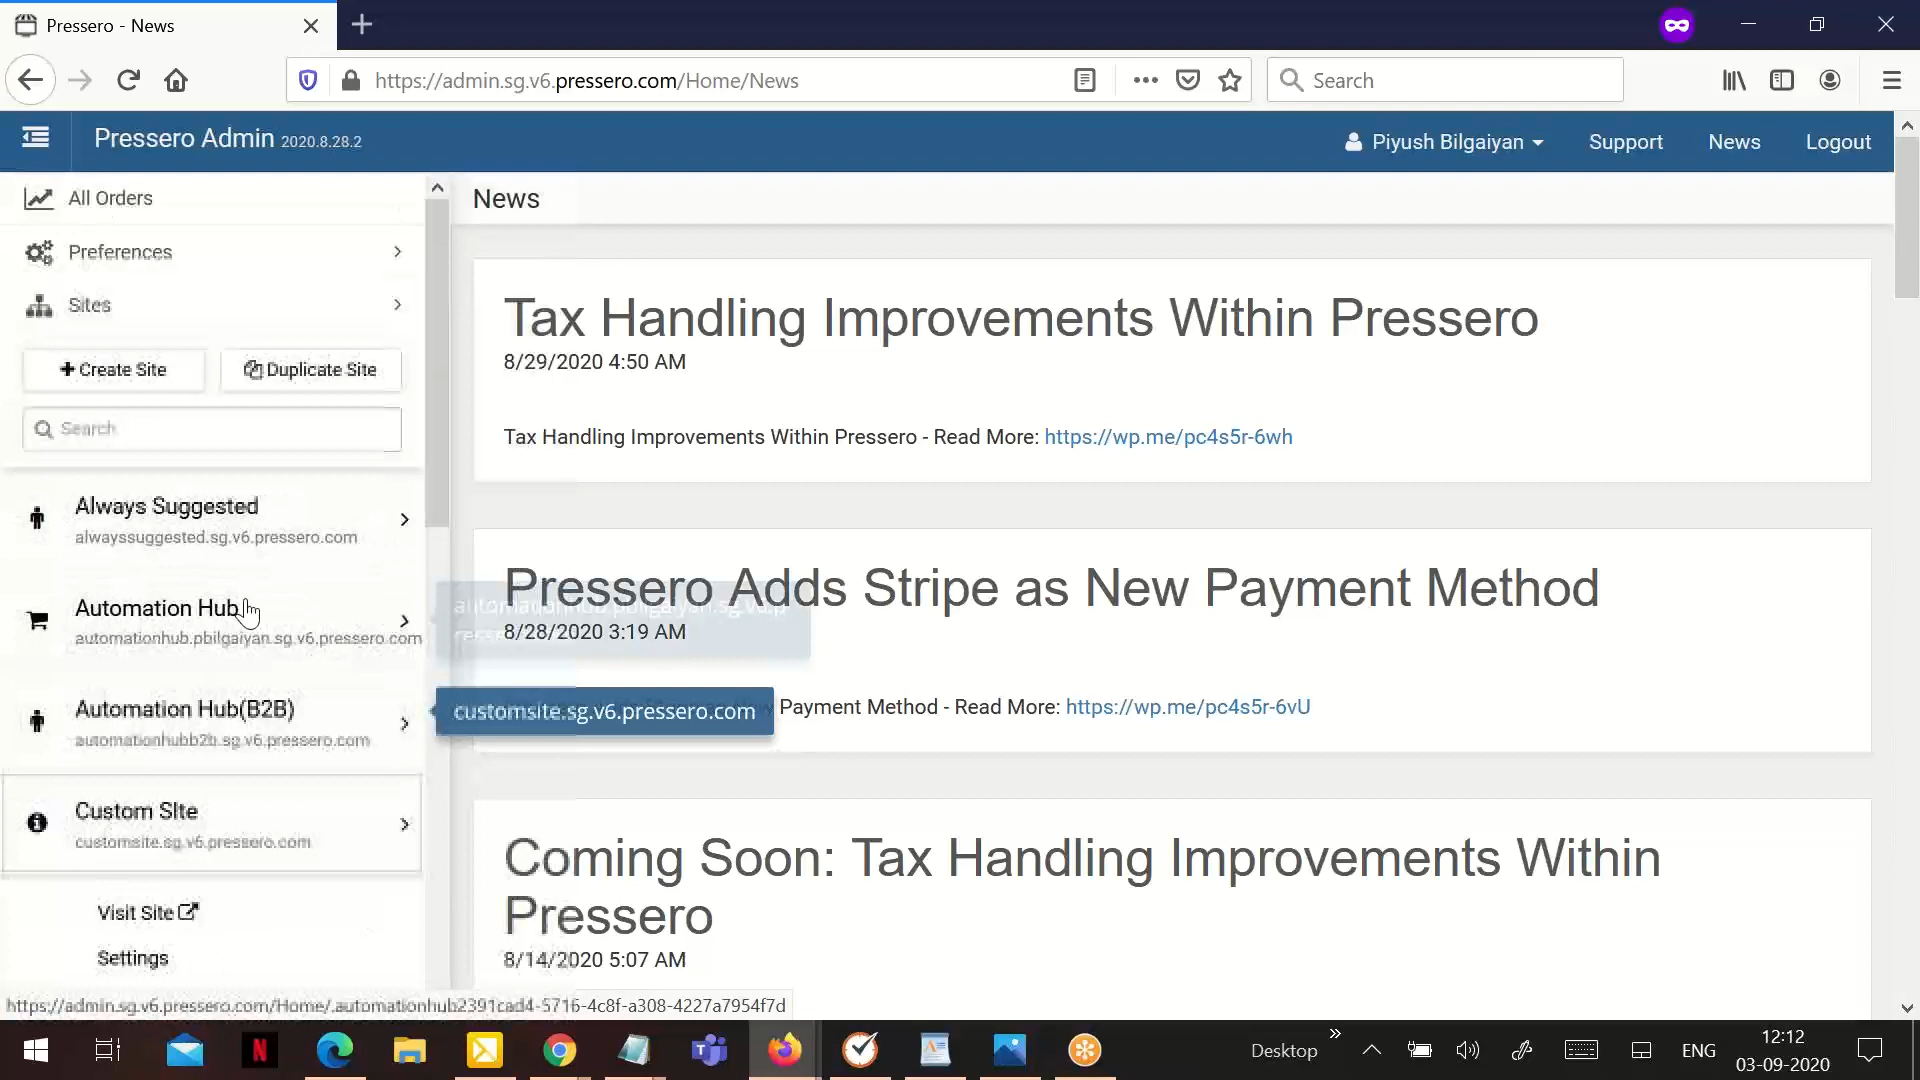 Pressero - News
https://admin.sg.v6.pressero.com/Home/News
Search
Pressero Admin 2020.8.28.2
Piyush Bilgaiyan
Support
News
Logout
All Orders
Preferences
Sites
Create Site
Duplicate Site
Search
Always Suggested
alwayssuggested.sg.v6.pressero.com
Automation Hub
automationhub.pbilgaiyan.sg.v6.pressero.com
Automation Hub(B2B)
automationhubb2b.sg.v6.pressero.com
Custom SIte
customsite.sg.v6.pressero.com
Visit Site
Settings
News
Tax Handling Improvements Within Pressero
8/29/2020 4:50 AM
Tax Handling Improvements Within Pressero - Read More: https://wp.me/pc4s5r-6wh
Pressero Adds Stripe as New Payment Method
automationhub.pbilgaiyan.sg.v6.p
8/28/2020 3:19 AM
customsite.sg.v6.pressero.com
Payment Method - Read More: https://wp.me/pc4s5r-6vU
Coming Soon: Tax Handling Improvements Within
Pressero
8/14/2020 5:07 AM
https://admin.sg.v6.pressero.com/Home/.automationhub2391cad4-5716-4c8f-a308-4227a7954f7d
Desktop
ENG
12:12
03-09-2020